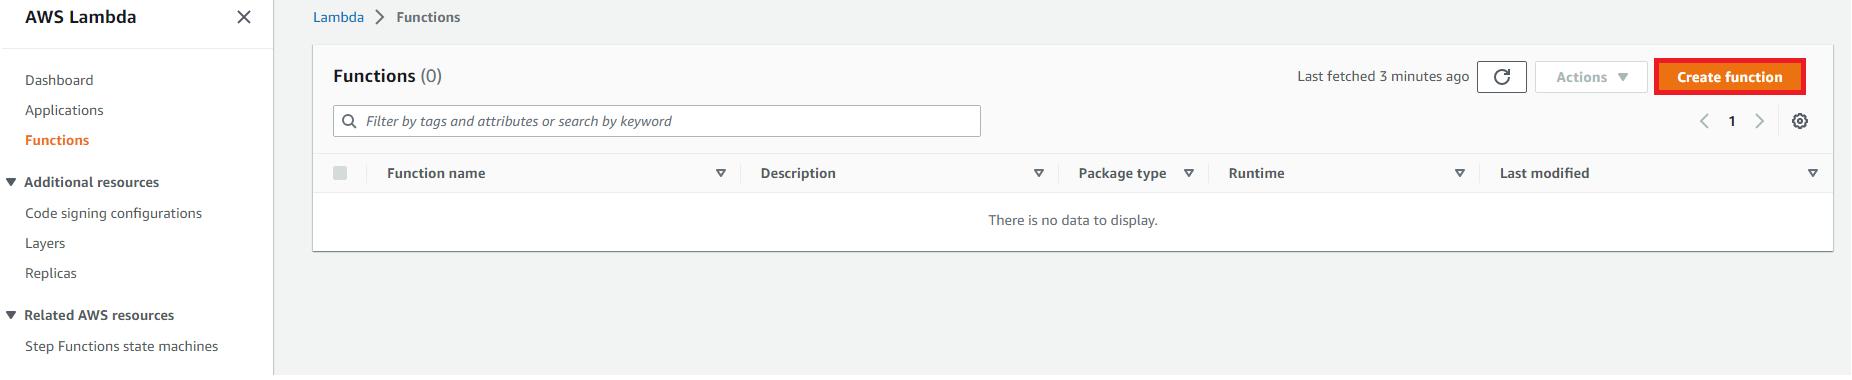 AWS Lambda
Dashboard
Applications
Functions
Additional resources
Code signing configurations
Layers
Replicas
Related AWS resources
Step Functions state machines
Lambda Functions
Functions (0) Last fetched 3 minutes ago Actions Create function
Filter by tags and attributes or search by keyword 1
Function name Description Package type Runtime Last modified
There is no data to display.